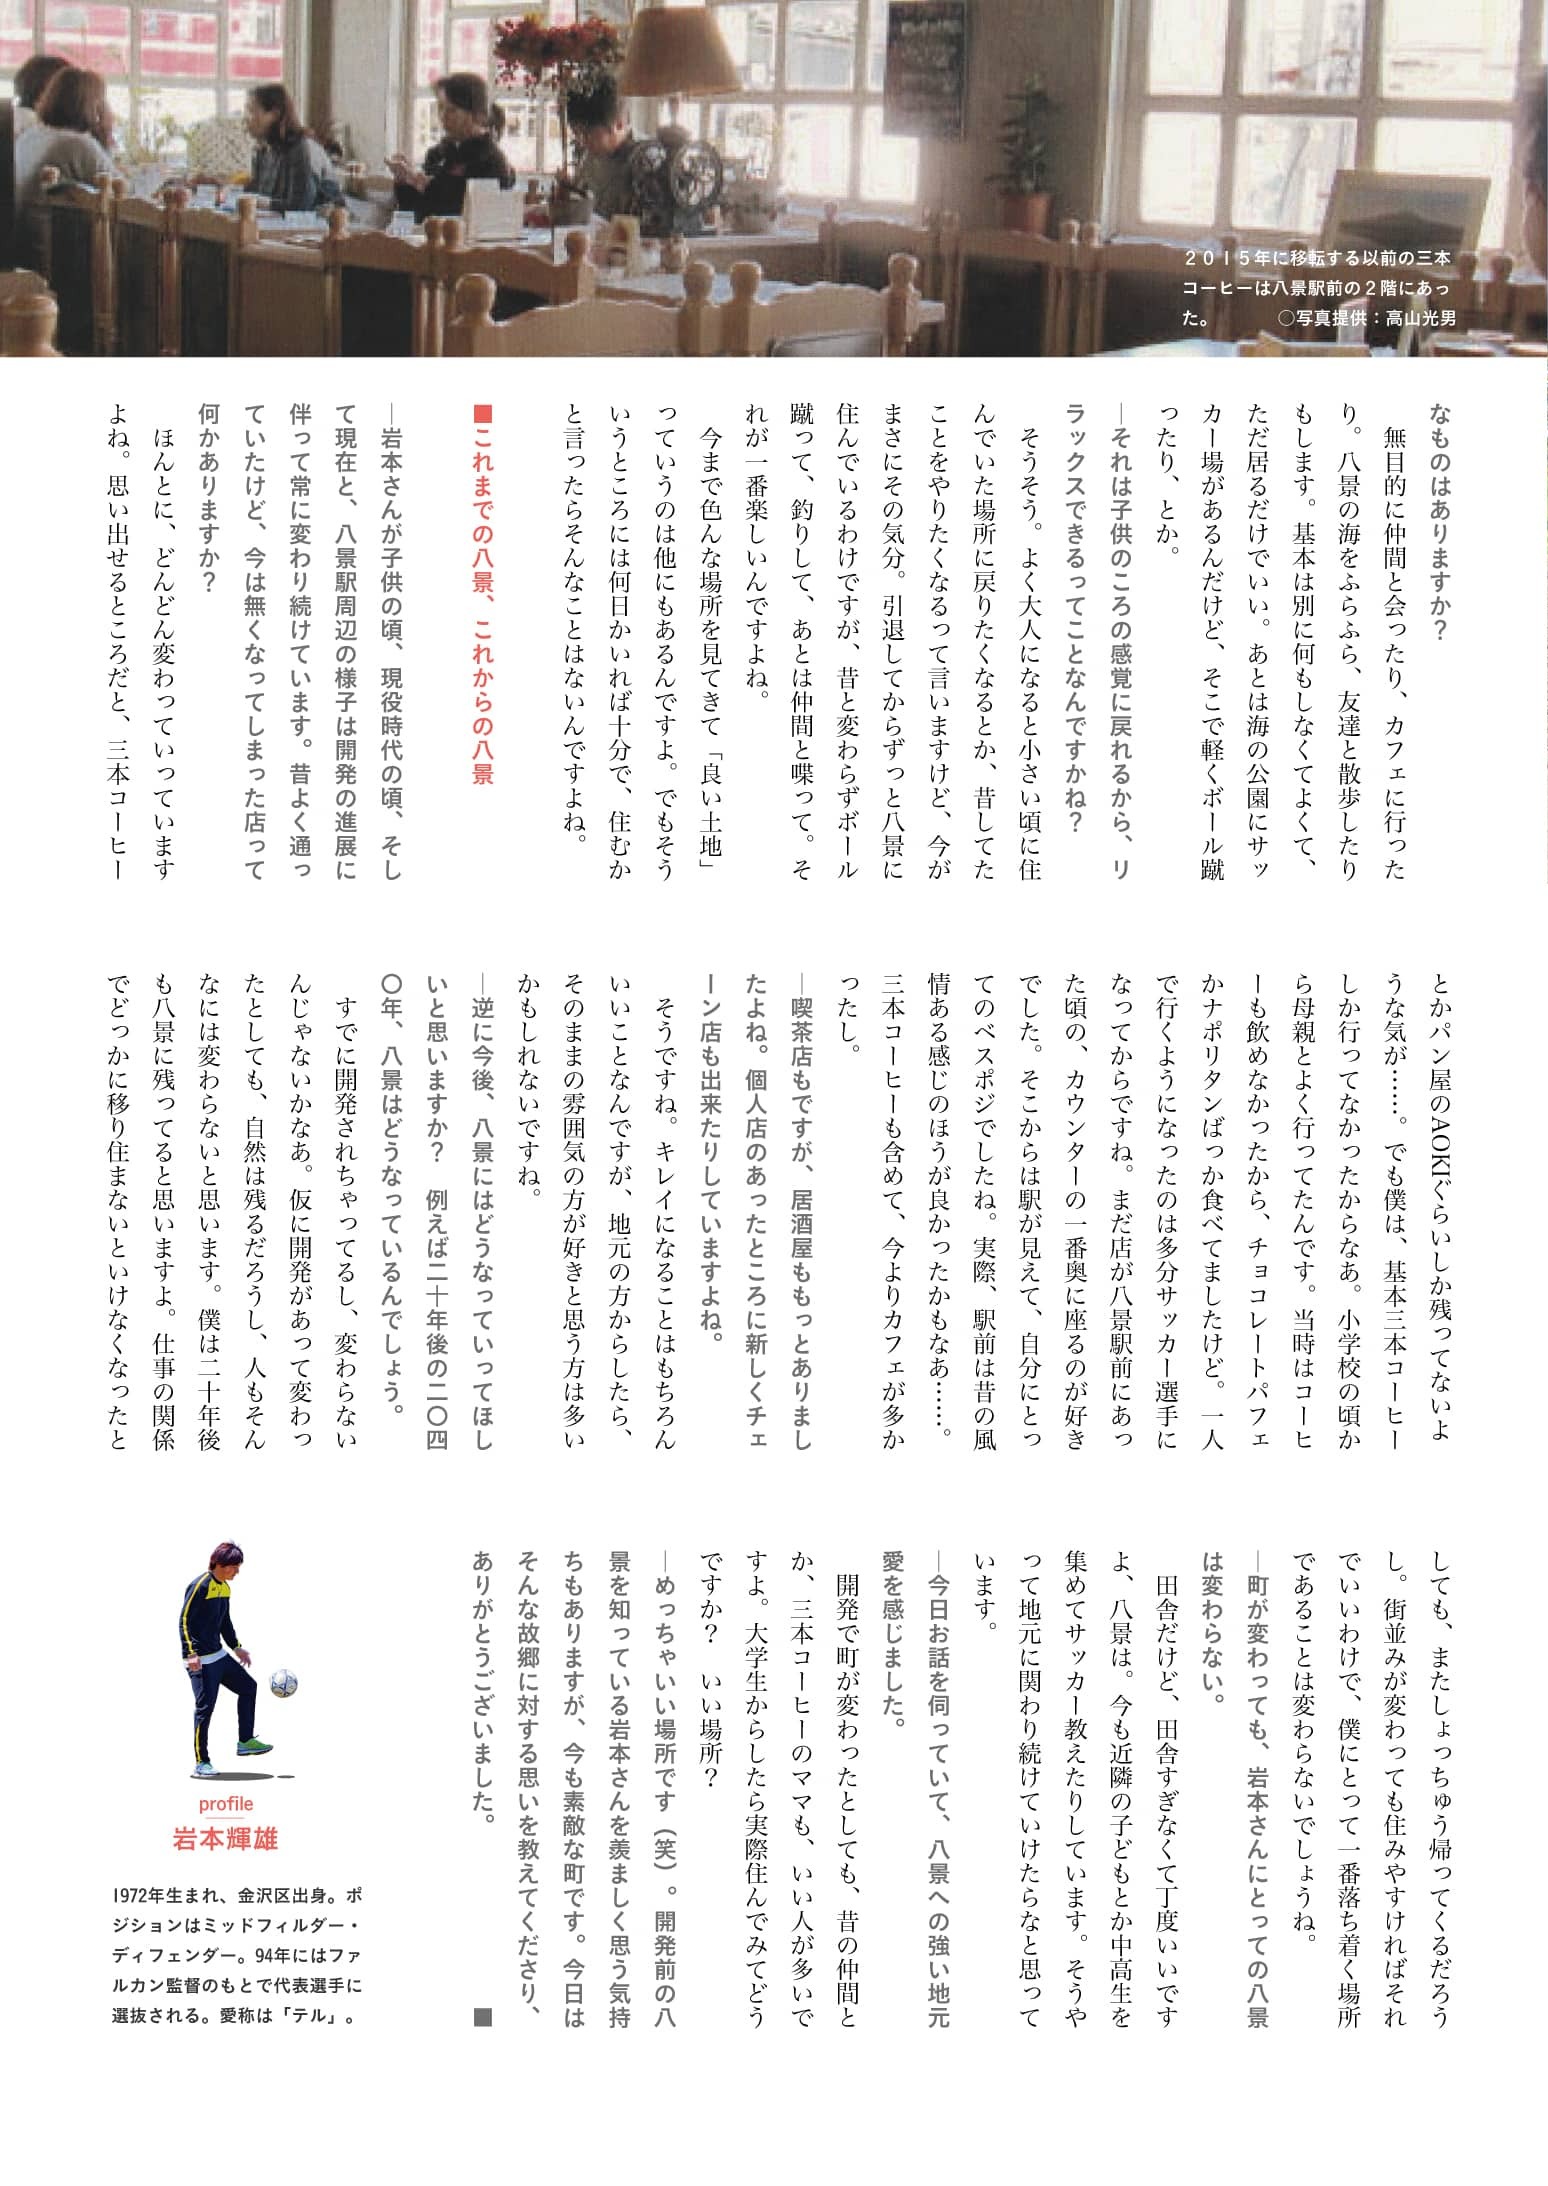 ２０１５年に移転する以前の三本
コーヒーは八景駅前の２階にあっ
た。　　　○写真提供：高山光男
なものはありますか？
　無目的に仲間と会ったり、カフェに行った
り。八景の海をふらふら、友達と散歩したり
もします。基本は別に何もしなくてよくて、
ただ居るだけでいい。あとは海の公園にサッ
カー場があるんだけど、そこで軽くボール蹴
ったり、とか。
―それは子供のころの感覚に戻れるから、リ
ラックスできるってことなんですかね？
　そうそう。よく大人になると小さい頃に住
んでいた場所に戻りたくなるとか、昔してた
ことをやりたくなるって言いますけど、今が
まさにその気分。引退してからずっと八景に
住んでいるわけですが、昔と変わらずボール
蹴って、釣りして、あとは仲間と喋って。そ
れが一番楽しいんですよね。
　今まで色んな場所を見てきて「良い土地」
っていうのは他にもあるんですよ。でもそう
いうところには何日かいれば十分で、住むか
と言ったらそんなことはないんですよね。
■これまでの八景、これからの八景
―岩本さんが子供の頃、現役時代の頃、そし
て現在と、八景駅周辺の様子は開発の進展に
伴って常に変わり続けています。昔よく通っ
ていたけど、今は無くなってしまった店って
何かありますか？
　ほんとに、どんどん変わっていっています
よね。思い出せるところだと、三本コーヒー
とかパン屋のAOKIぐらいしか残ってないよ
うな気が……。でも僕は、基本三本コーヒー
しか行ってなかったからなあ。小学校の頃か
ら母親とよく行ってたんです。当時はコーヒ
ーも飲めなかったから、チョコレートパフェ
かナポリタンばっか食べてましたけど。一人
で行くようになったのは多分サッカー選手に
なってからですね。まだ店が八景駅前にあっ
た頃の、カウンターの一番奥に座るのが好き
でした。そこからは駅が見えて、自分にとっ
てのベスポジでしたね。実際、駅前は昔の風
情ある感じのほうが良かったかもなあ……。
三本コーヒーも含めて、今よりカフェが多か
ったし。
―喫茶店もですが、居酒屋ももっとありまし
たよね。個人店のあったところに新しくチェ
ーン店も出来たりしていますよね。
　そうですね。キレイになることはもちろん
いいことなんですが、地元の方からしたら、
そのままの雰囲気の方が好きと思う方は多い
かもしれないですね。
―逆に今後、八景にはどうなっていってほし
いと思いますか？　例えば二十年後の二〇四
〇年、八景はどうなっているんでしょう。
　すでに開発されちゃってるし、変わらない
んじゃないかなあ。仮に開発があって変わっ
たとしても、自然は残るだろうし、人もそん
なには変わらないと思います。僕は二十年後
も八景に残ってると思いますよ。仕事の関係
でどっかに移り住まないといけなくなったと
しても、またしょっちゅう帰ってくるだろう
し。街並みが変わっても住みやすければそれ
でいいわけで、僕にとって一番落ち着く場所
であることは変わらないでしょうね。
―町が変わっても、岩本さんにとっての八景
は変わらない。
　田舎だけど、田舎すぎなくて丁度いいです
よ、八景は。今も近隣の子どもとか中高生を
集めてサッカー教えたりしています。そうや
って地元に関わり続けていけたらなと思って
います。
―今日お話を伺っていて、八景への強い地元
愛を感じました。
　開発で町が変わったとしても、昔の仲間と
か、三本コーヒーのママも、いい人が多いで
すよ。大学生からしたら実際住んでみてどう
ですか？　いい場所？
―めっちゃいい場所です（笑）。開発前の八
景を知っている岩本さんを羨ましく思う気持
ちもありますが、今も素敵な町です。今日は
そんな故郷に対する思いを教えてくださり、
ありがとうございました。　　　　　　　■
profile
岩本輝雄
1972年生まれ、金沢区出身。ポ
ジションはミッドフィルダー・
ディフェンダー。94年にはファ
ルカン監督のもとで代表選手に
選抜される。愛称は「テル」。